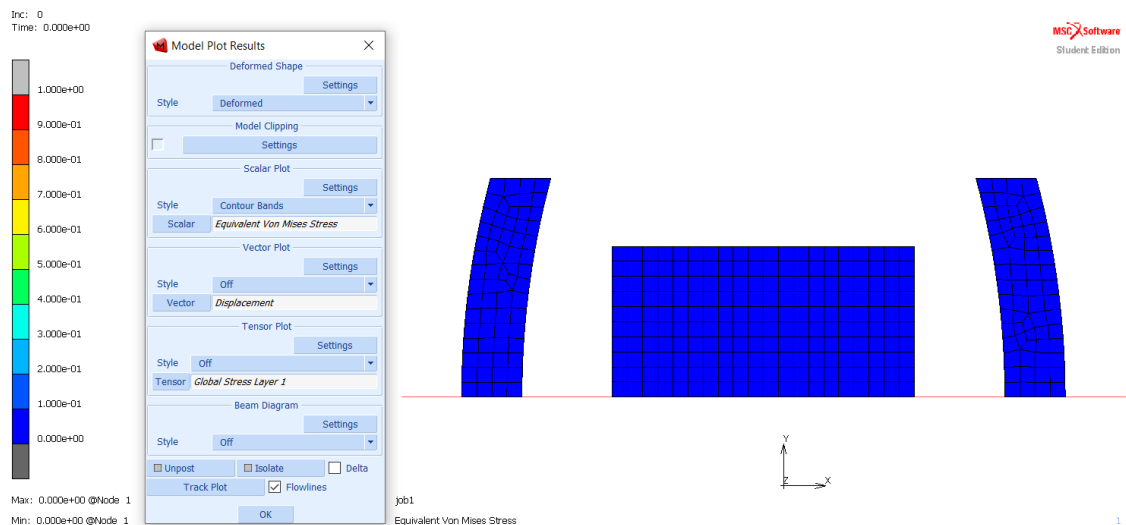 Inc: 0
Time: 0.000e+00
1.000e+00
9.000e-01
8.000e-01
7.000e-01
6.000e-01
5.000e-01
4.000e-01
3.000e-01
2.000e-01
1.000e-01
0.000e+00
Max: 0.000e+00 @Node 1
Min: 0.000e+00 @Node 1
Model Plot Results
Deformed Shape
Settings
Style Deformed
Model Clipping
Settings
Scalar Plot
Settings
Style Contour Bands
Scalar Equivalent Von Mises Stress
Vector Plot
Settings
Style Off
Vector Displacement
Tensor Plot
Settings
Style Off
Tensor Global Stress Layer 1
Beam Diagram
Settings
Style Off
Unpost Isolate Delta
Track Plot Flowlines
OK
MSC Software
Student Edition
Y
Z X
job1
Equivalent Von Mises Stress
1